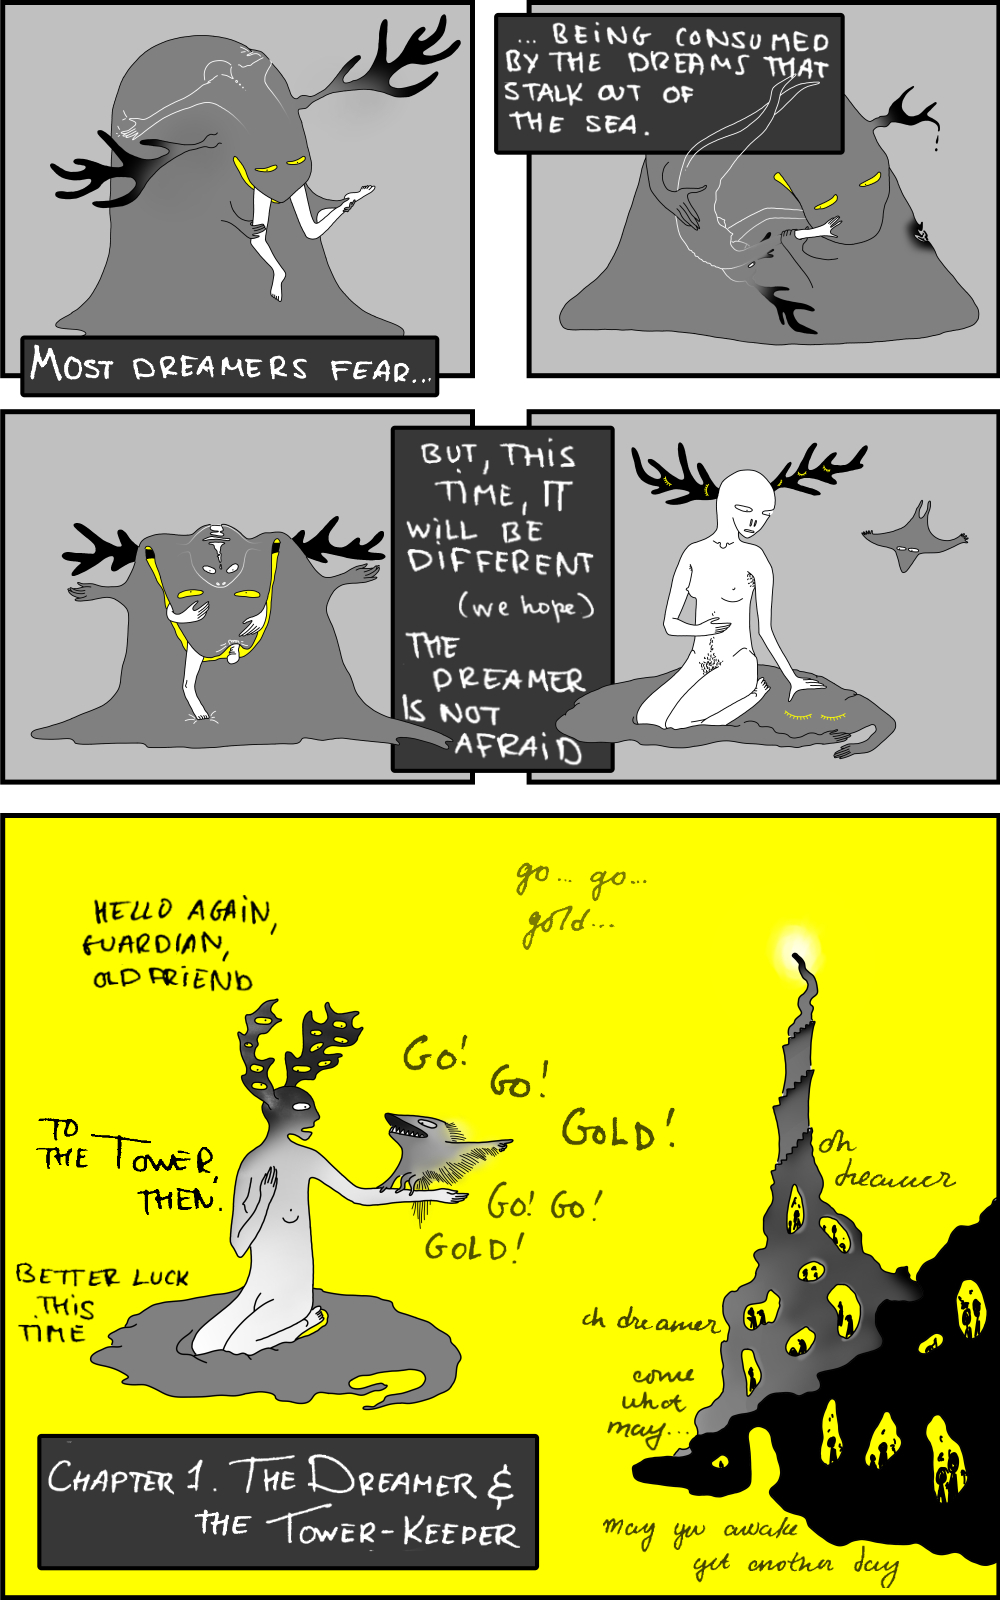 MOST DREAMERS FEAR...
... BEING CONSUMED
BY THE DREAMS THAT
STALK OUT OF
THE SEA.
BUT, THIS
TIME, IT
WILL BE
DIFFERENT
(we hope)
THE
DREAMER
IS NOT
AFRAID
go... go...
gold...
HELLO AGAIN,
GUARDIAN,
OLD FRIEND
GO!
GO!
GOLD!
TO
THE TOWER,
THEN.
GO! GO!
GOLD!
BETTER LUCK
THIS
TIME
oh
dreamer
oh dreamer
come
what
may...
may you awake
yet another day
CHAPTER 1. THE DREAMER &
THE TOWER-KEEPER